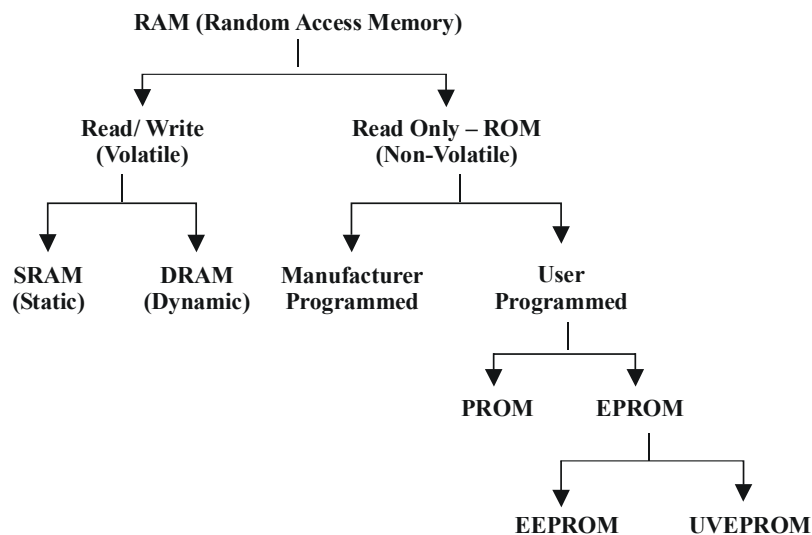 RAM (Random Access Memory)
Read/ Write
(Volatile)
Read Only – ROM
(Non-Volatile)
SRAM
(Static)
DRAM
(Dynamic)
Manufacturer
Programmed
User
Programmed
PROM
EPROM
EEPROM
UVEPROM